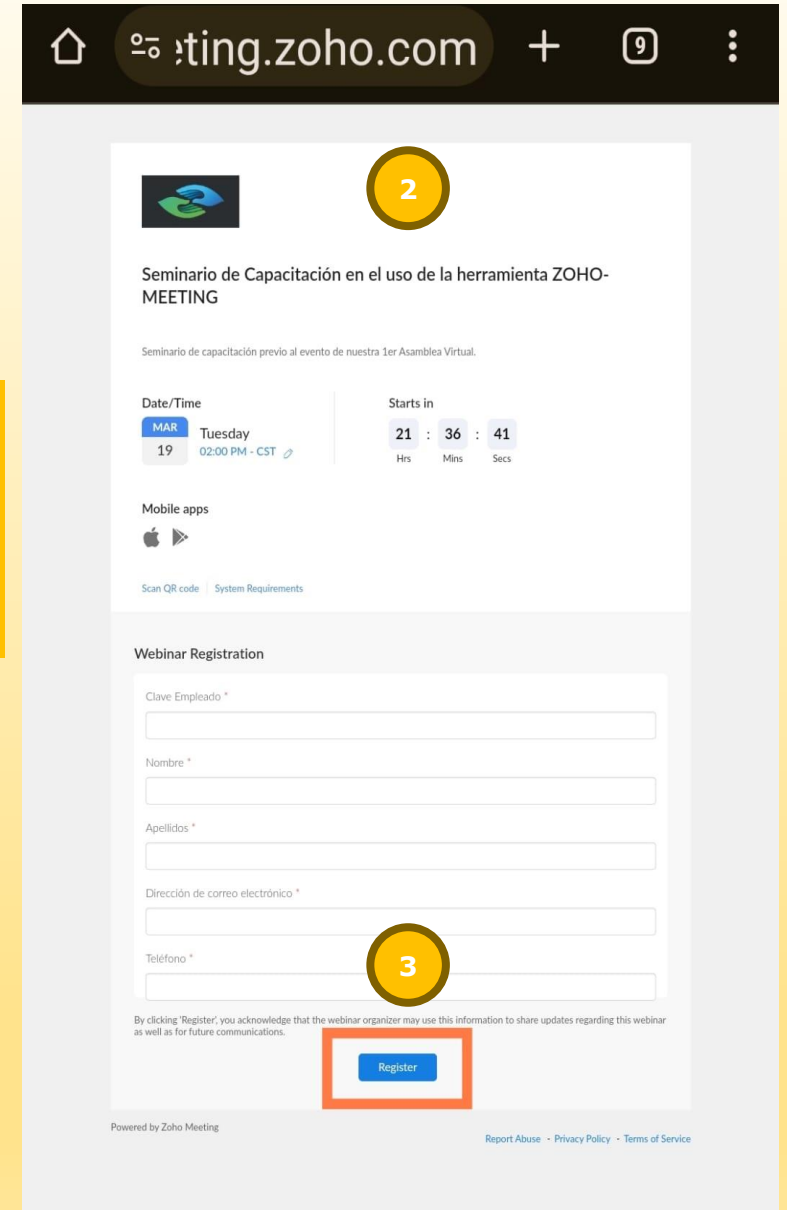 :ting.zoho.com
9
2
Seminario de Capacitación en el uso de la herramienta ZOHO-
MEETING
Seminario de capacitación previo al evento de nuestra 1er Asamblea Virtual.
Date/Time
MAR
19
Tuesday
02:00 PM - CST
Starts in
21 : 36 : 41
Hrs Mins Secs
Mobile apps
Scan QR code
System Requirements
Webinar Registration
Clave Empleado *
Nombre *
Apellidos *
Dirección de correo electrónico *
Teléfono *
3
By clicking 'Register', you acknowledge that the webinar organizer may use this information to share updates regarding this webinar
as well as for future communications.
Register
Powered by Zoho Meeting
Report Abuse - Privacy Policy - Terms of Service